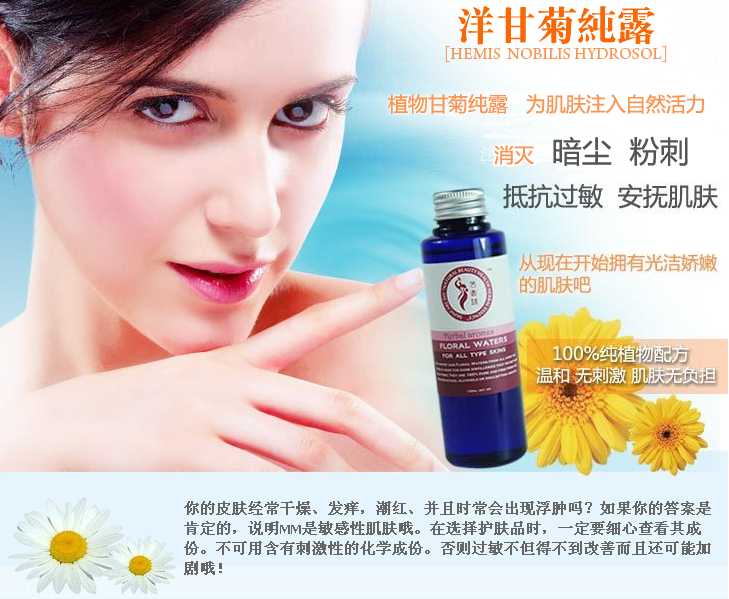 洋甘菊純露
[HEMIS NOBILIS HYDROSOL]
植物甘菊纯露 为肌肤注入自然活力
消灭 暗尘 粉刺
抵抗过敏 安抚肌肤
从现在开始拥有光洁娇嫩
的肌肤吧
Herbal aromas
FLORAL WATERS
FOR ALL TYPE SKINS
100%纯植物配方
温和 无刺激 肌肤无负担
你的皮肤经常干燥、发痒，潮红、并且时常会出现浮肿吗？如果你的答案是
肯定的，说明MM是敏感性肌肤哦。在选择护肤品时，一定要细心查看其成
份。不可用含有刺激性的化学成份。否则过敏不但得不到改善而且还可能加
剧哦！